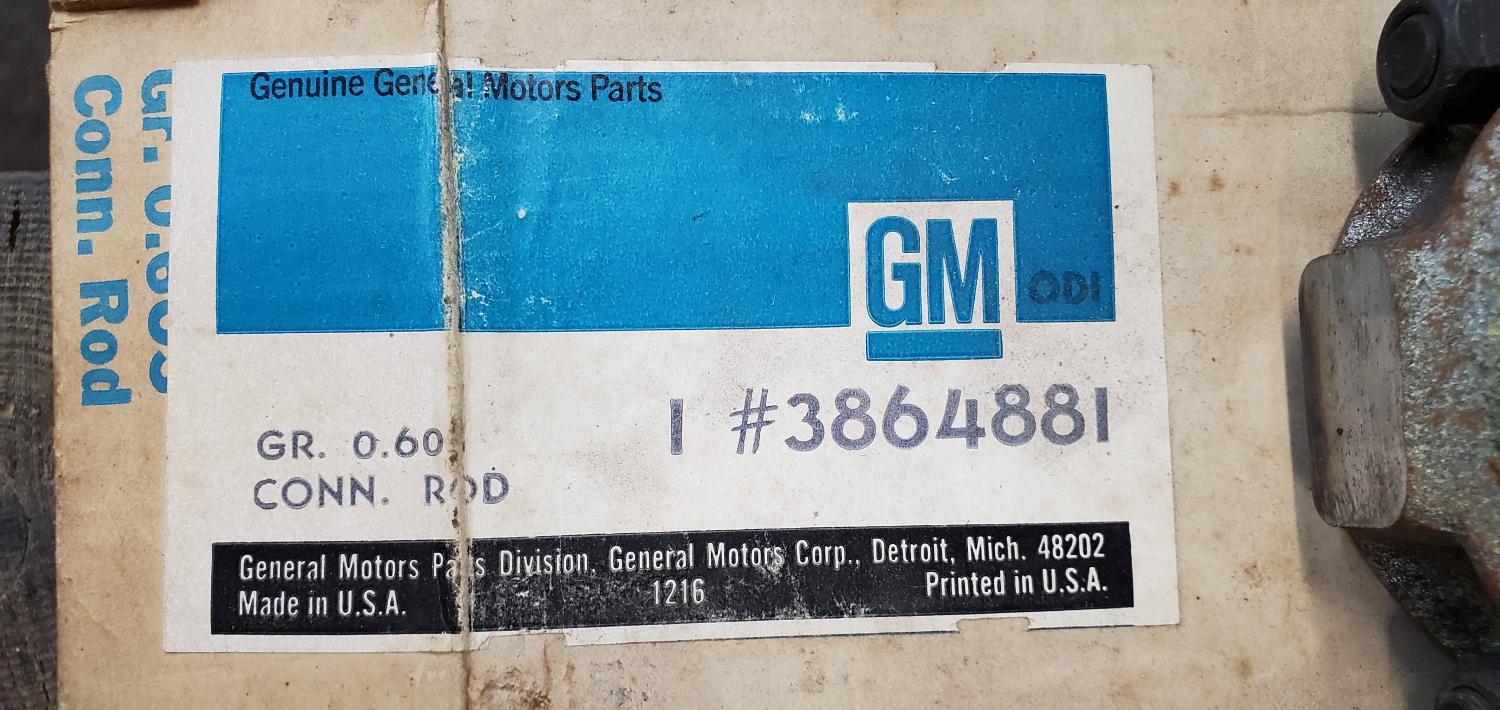 Genuine General Motors Parts
GM
ODI
1 #3864881
GR. 0.60
CONN. ROD
General Motors Parts Division, General Motors Corp., Detroit, Mich. 48202
Made in U.S.A. 1216 Printed in U.S.A.
Gr.
Conn. Rod